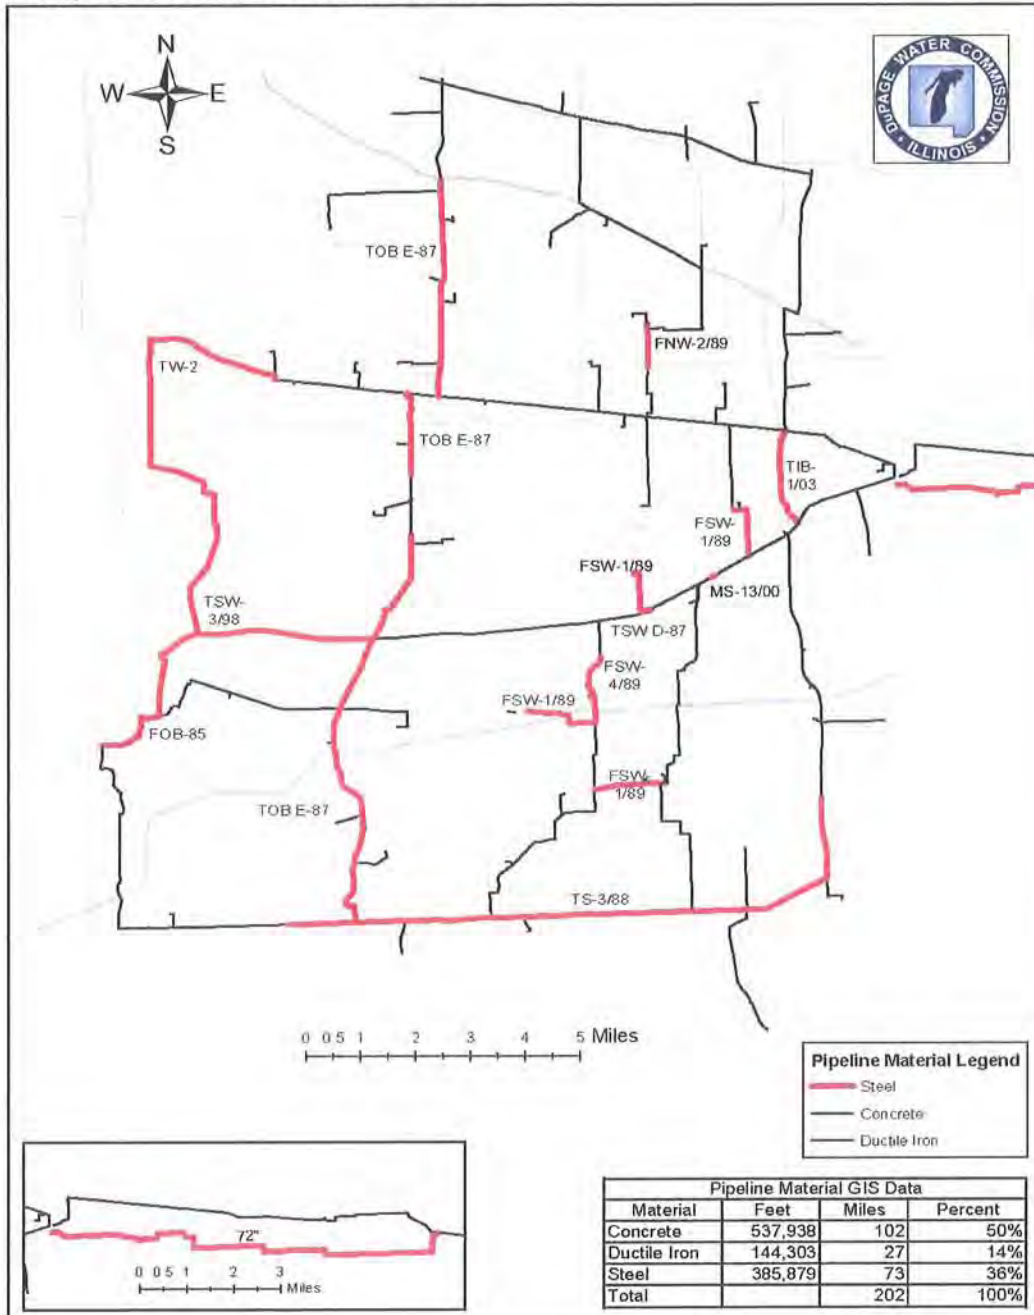 N
W E
S
DUPAGE WATER COMMISSION
• ILLINOIS •
TOB E-87
FNW-2/89
TW-2
TOB E-87
TIB-
1/03
FSW-
1/89
FSW-1/89
MS-13/00
TSW-
3/98
TSW D-87
FSW-
4/89
FSW-1/89
FOB-85
FSW-
1/89
TOB E-87
TS-3/88
0 0 5 1 2 3 4 5 Miles
Pipeline Material Legend
Steel
Concrete
Ductile Iron
72"
0 0 5 1 2 3
Miles
Pipeline Material GIS Data
Material Feet Miles Percent
Concrete 537,938 102 50%
Ductile Iron 144,303 27 14%
Steel 385,879 73 36%
Total 202 100%